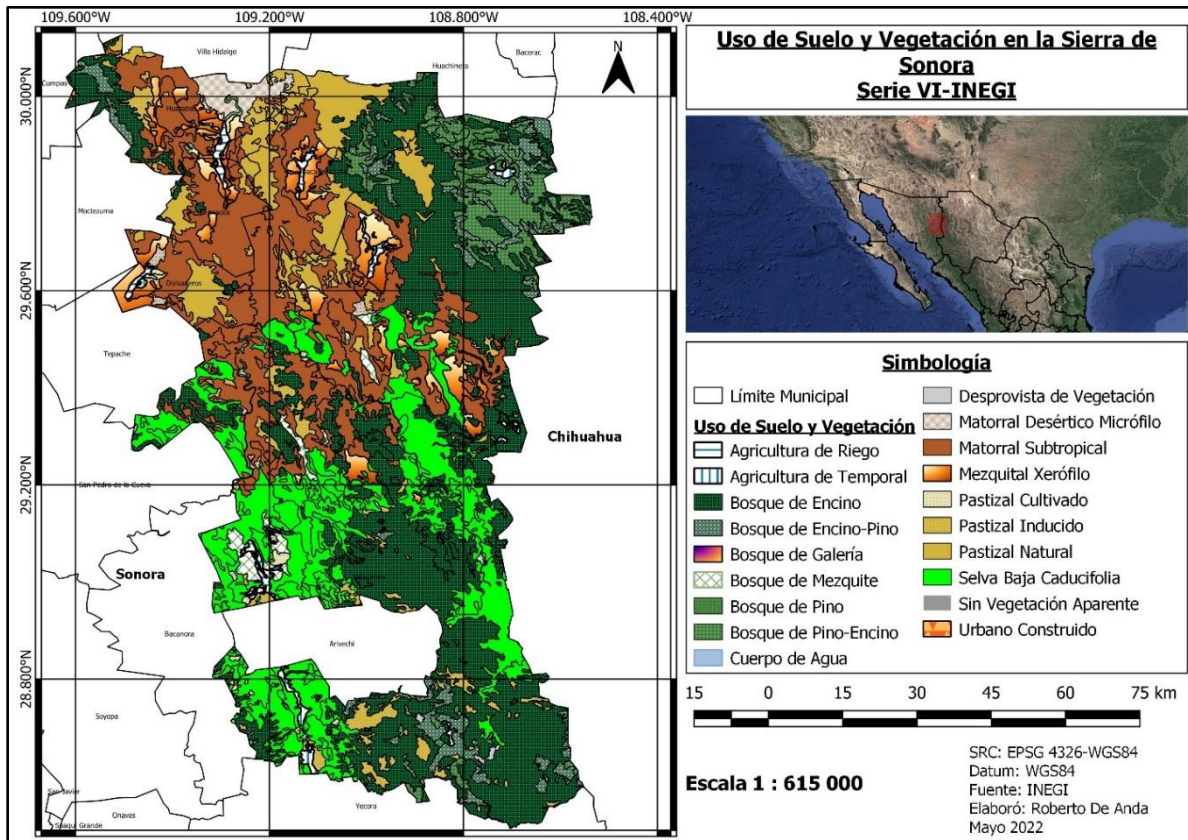 109.600°W
109.200°W
108.800°W
108.400°W
30.000°N
29.600°N
29.200°N
28.800°N
Villa Hidalgo
Bacerac
Cumpas
Huachinera
N
Moctezuma
Divisaderos
Tepache
Chihuahua
San Pedro de la Cueva
Sonora
Bacanora
Arivechi
Soyopa
San Javier
Onavas
Suaqui Grande
Yecora
Uso de Suelo y Vegetación en la Sierra de
Sonora
Serie VI-INEGI
Simbología
Límite Municipal
Uso de Suelo y Vegetación
Agricultura de Riego
Agricultura de Temporal
Bosque de Encino
Bosque de Encino-Pino
Bosque de Galería
Bosque de Mezquite
Bosque de Pino
Bosque de Pino-Encino
Cuerpo de Agua
Desprovista de Vegetación
Matorral Desértico Micrófilo
Matorral Subtropical
Mezquital Xerófilo
Pastizal Cultivado
Pastizal Inducido
Pastizal Natural
Selva Baja Caducifolia
Sin Vegetación Aparente
Urbano Construido
15 0 15 30 45 60 75 km
Escala 1 : 615 000
SRC: EPSG 4326-WGS84
Datum: WGS84
Fuente: INEGI
Elaboró: Roberto De Anda
Mayo 2022